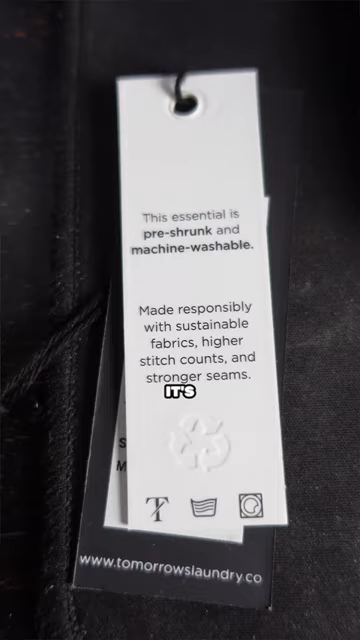 This essential is
pre-shrunk and
machine-washable.
Made responsibly
with sustainable
fabrics, higher
stitch counts, and
stronger seams.
IT'S
S
M
www.tomorrowslaundry.co